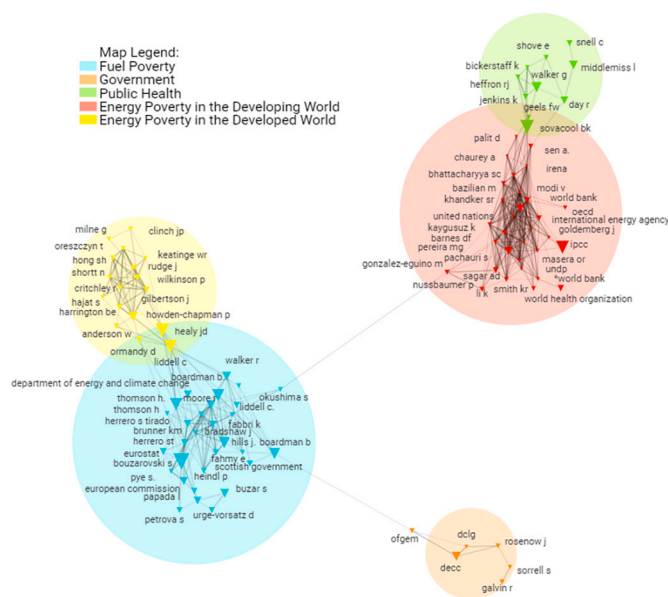 Map Legend:
Fuel Poverty
Government
Public Health
Energy Poverty in the Developing World
Energy Poverty in the Developed World
snell c
shove e
bickerstaff k
walker g
middlemiss l
heffron rj
jenkins k
geels fw
day r
sovacool bk
palit d
sen a.
chaurey a
irena
bhattacharyya sc
bazilian m
modi v
khandker sr
world bank
oecd
united nations
international energy agency
kaygusuz k
goldemberg j
barnes df
pereira mg
ipcc
pachauri s
masera or
gonzalez-eguino m
undp
sagar ad
*world bank
nussbaumer p
smith kr
li k
world health organization
milne g
clinch jp
oreszczyn t
keatinge wr
hong sh
rudge j
shortt n
wilkinson p
critchley r
hajat s
gilbertson j
harrington be
howden-chapman p
anderson w
healy jd
ormandy d
liddell c
walker r
boardman b
department of energy and climate change
okushima s
thomson h.
moore r
thomson h
liddell c.
herrero s tirado
fabbri k
brunner km
bradshaw j
herrero st
hills j.
boardman b
eurostat
fahmy e
bouzarovski s
scottish government
pye s.
heindl p
european commission
buzar s
papada l
petrova s
urge-vorsatz d
ofgem
dclg
rosenow j
decc
sorrell s
galvin r